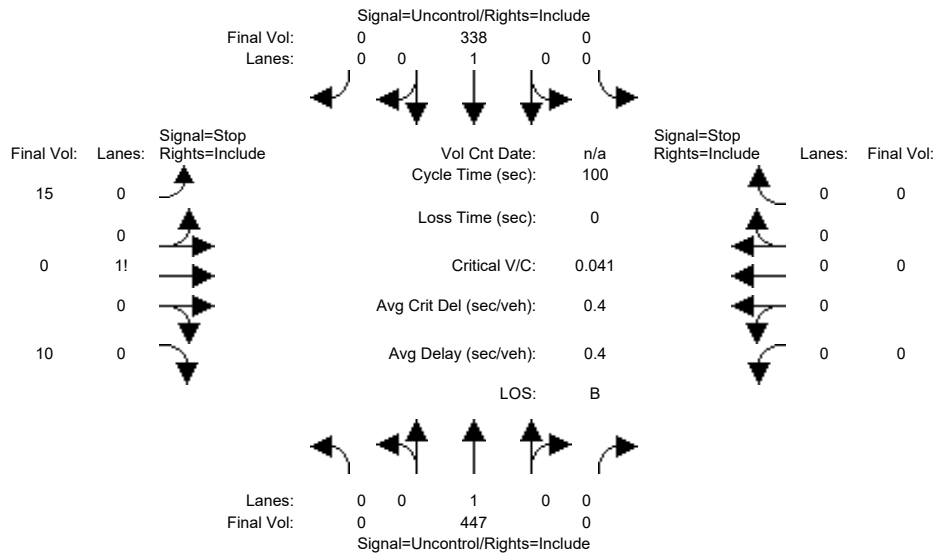 Signal=Uncontrol/Rights=Include
Final Vol: 0 338 0
Lanes: 0 0 1 0 0
Signal=Stop Signal=Stop
Final Vol: Lanes: Rights=Include Vol Cnt Date: n/a Rights=Include Lanes: Final Vol:
Cycle Time (sec): 100
15 0 0 0
Loss Time (sec): 0
0 0
0 1! Critical V/C: 0.041 0 0
0 Avg Crit Del (sec/veh): 0.4 0
10 0 Avg Delay (sec/veh): 0.4 0 0
LOS: B
Lanes: 0 0 1 0 0
Final Vol: 0 447 0
Signal=Uncontrol/Rights=Include